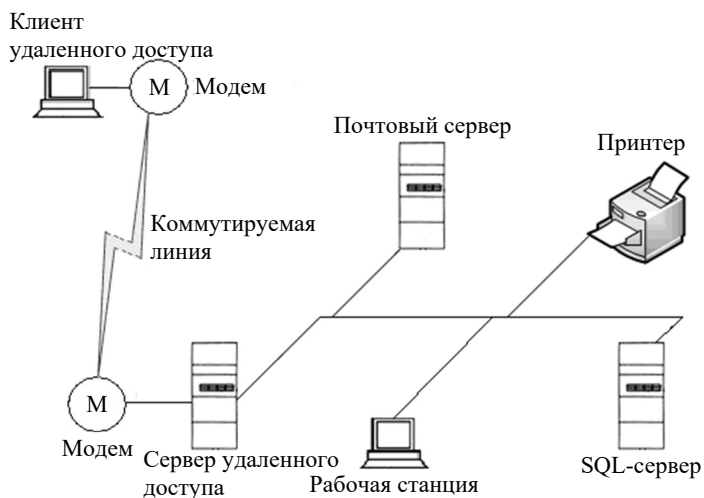 Клиент
удаленного доступа
М
Модем
Почтовый сервер
Принтер
Коммутируемая
линия
М
Модем
Сервер удаленного
доступа
Рабочая станция
SQL-сервер